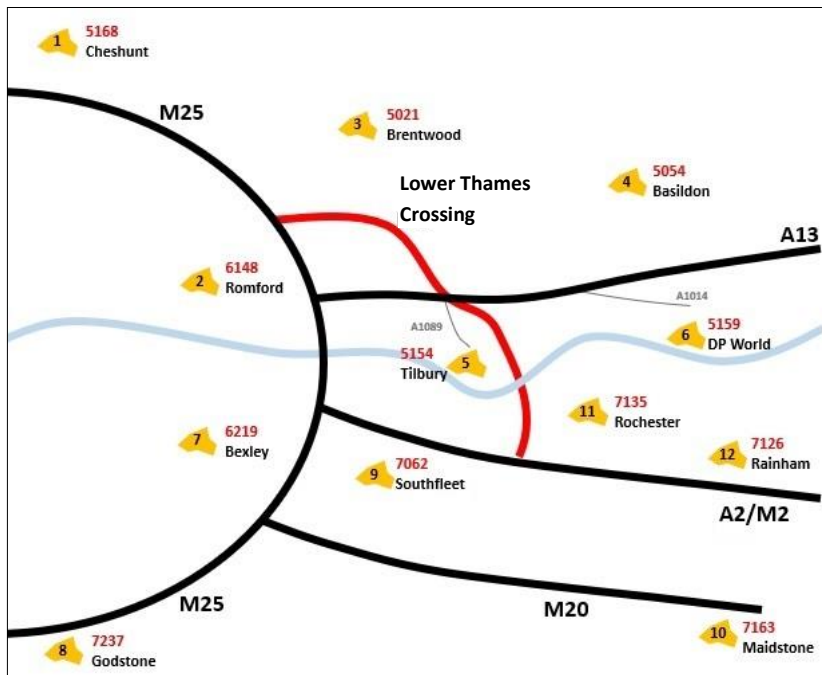 1
5168
Cheshunt
M25
3
5021
Brentwood
4
5054
Basildon
Lower Thames
Crossing
A13
2
6148
Romford
A1014
A1089
5154
Tilbury
5
6
5159
DP World
11
7135
Rochester
7
6219
Bexley
9
7062
Southfleet
12
7126
Rainham
A2/M2
M25
M20
8
7237
Godstone
10
7163
Maidstone